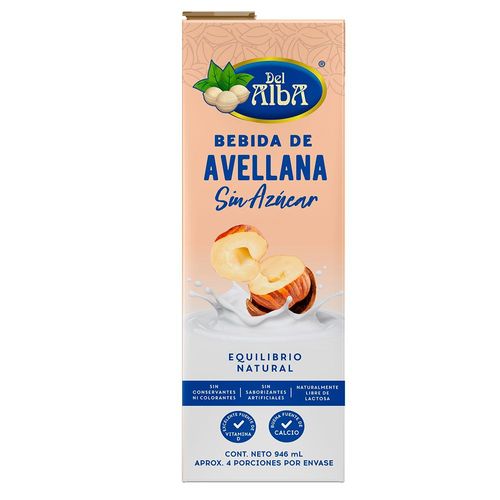 Del
AlbA
®
BEBIDA DE
AVELLANA
Sin Azúcar
EQUILIBRIO
NATURAL
SIN
CONSERVANTES
NI COLORANTES
SIN
SABORIZANTES
ARTIFICIALES
NATURALMENTE
LIBRE DE
LACTOSA
EXCELENTE FUENTE DE
VITAMINA
D
BUENA FUENTE DE
CALCIO
CONT. NETO 946 mL
APROX. 4 PORCIONES POR ENVASE